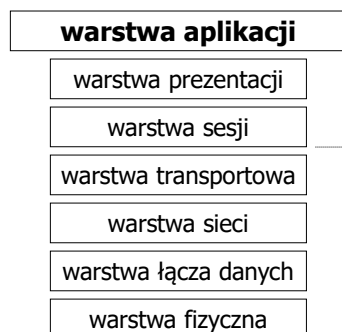 warstwa aplikacji
warstwa prezentacji
warstwa sesji
warstwa transportowa
warstwa sieci
warstwa łącza danych
warstwa fizyczna